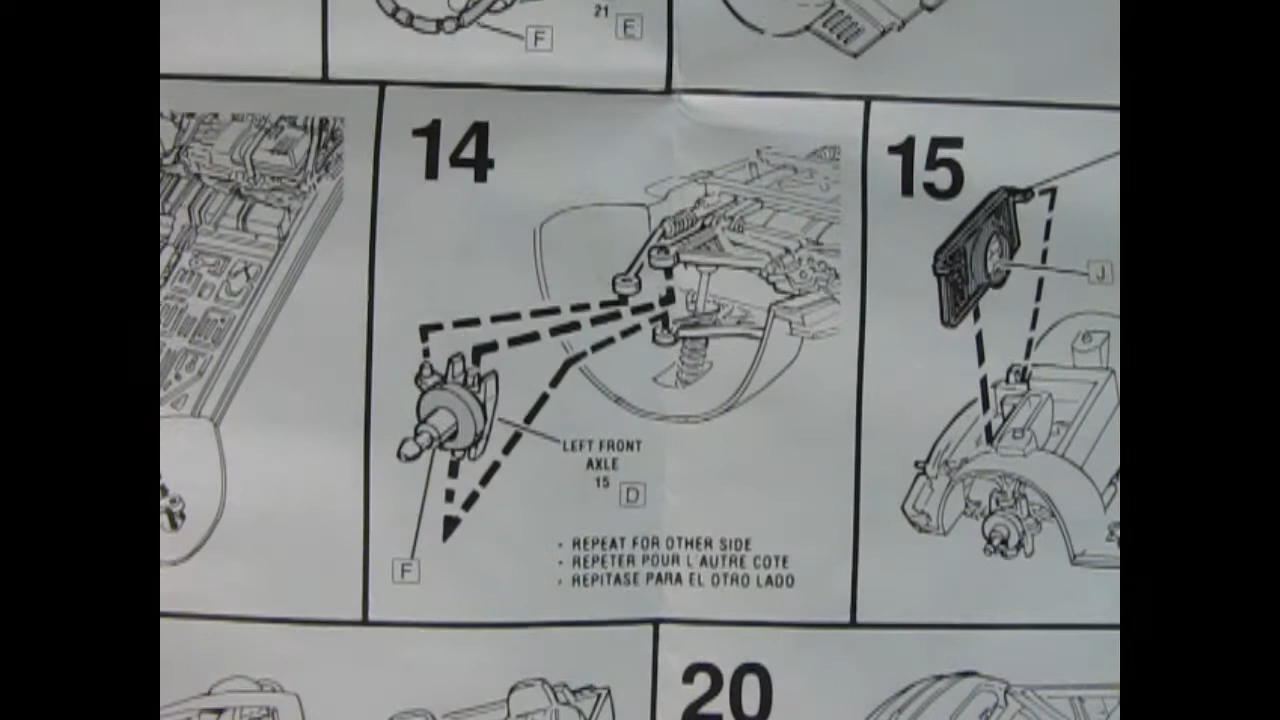 F
21 E
14
LEFT FRONT
AXLE
15 D
F
- REPEAT FOR OTHER SIDE
- REPETER POUR L'AUTRE COTE
- REPITASE PARA EL OTRO LADO
15
J
20